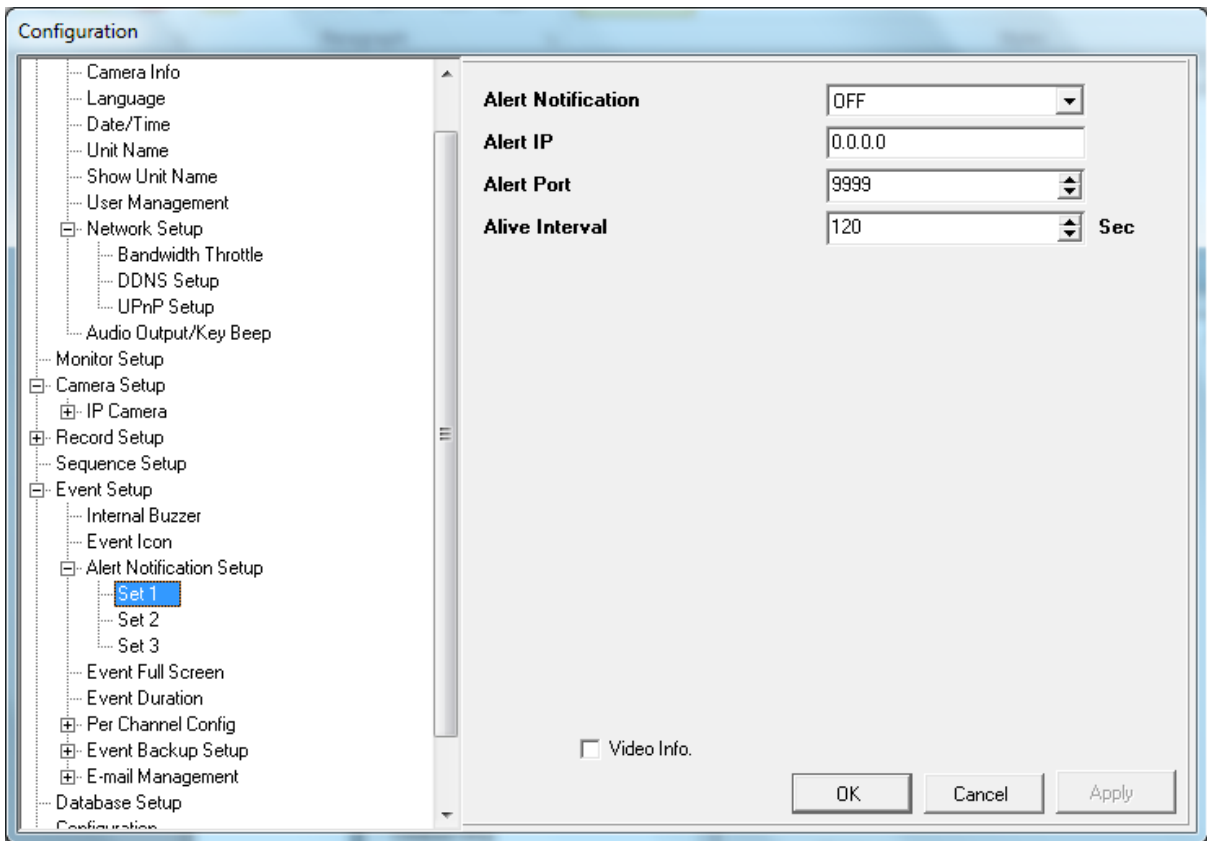 Configuration
Camera Info
Language
Date/Time
Unit Name
Show Unit Name
User Management
Network Setup
Bandwidth Throttle
DDNS Setup
UPnP Setup
Audio Output/Key Beep
Monitor Setup
Camera Setup
IP Camera
Record Setup
Sequence Setup
Event Setup
Internal Buzzer
Event Icon
Alert Notification Setup
Set 1
Set 2
Set 3
Event Full Screen
Event Duration
Per Channel Config
Event Backup Setup
E-mail Management
Database Setup
Configuration
Alert Notification OFF
Alert IP 0.0.0.0
Alert Port 9999
Alive Interval 120 Sec
Video Info.
OK Cancel Apply